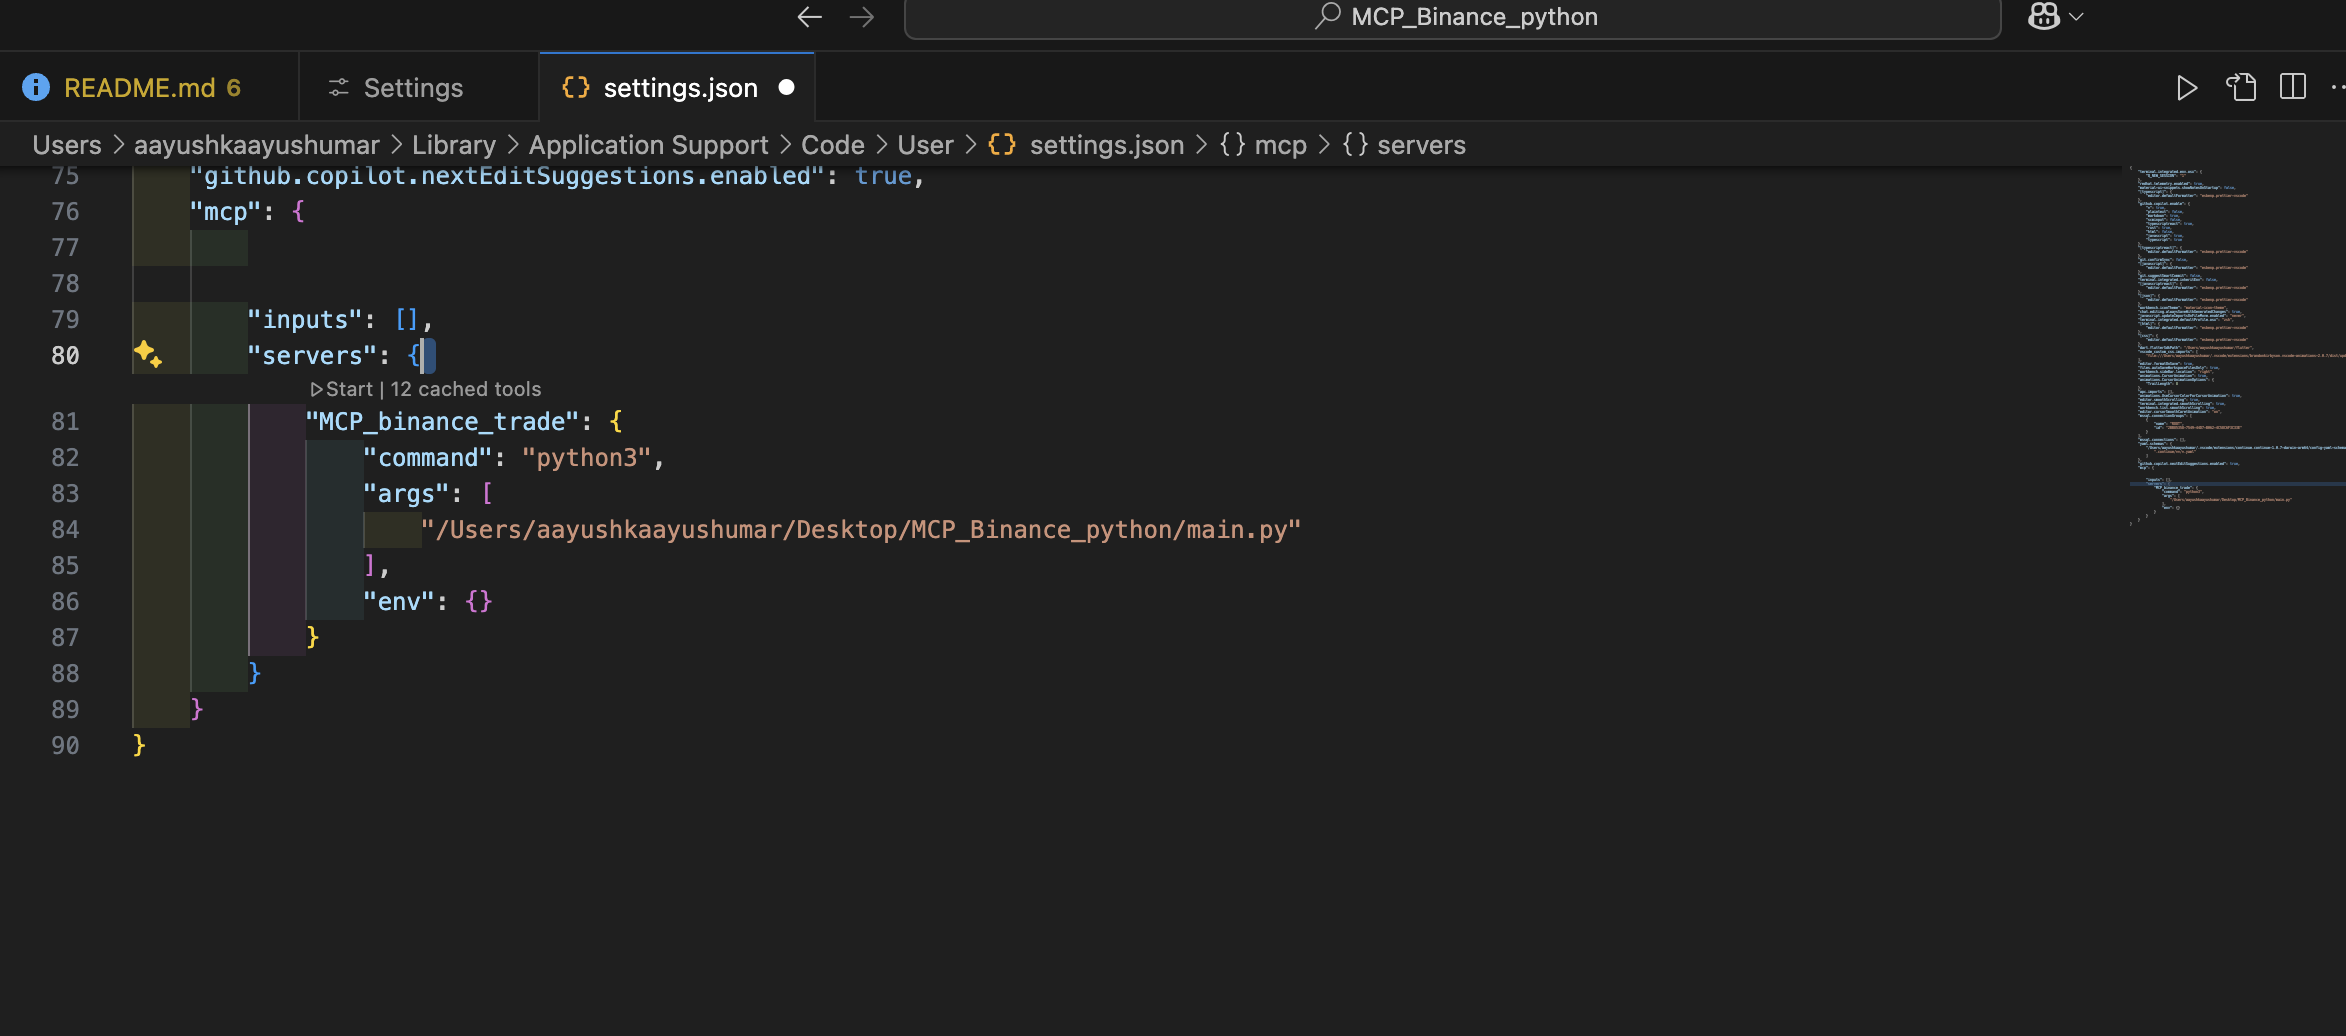 MCP_Binance_python
README.md 6
Settings
settings.json
Users > aayushkaayushumar > Library > Application Support > Code > User > {} settings.json > {} mcp > {} servers
75 "github.copilot.nextEditSuggestions.enabled": true,
76 "mcp": {
77
78
79 "inputs": [],
80 "servers": {
Start | 12 cached tools
81 "MCP_binance_trade": {
82 "command": "python3",
83 "args": [
84 "/Users/aayushkaayushumar/Desktop/MCP_Binance_python/main.py"
85 ],
86 "env": {}
87 }
88 }
89 }
90 }